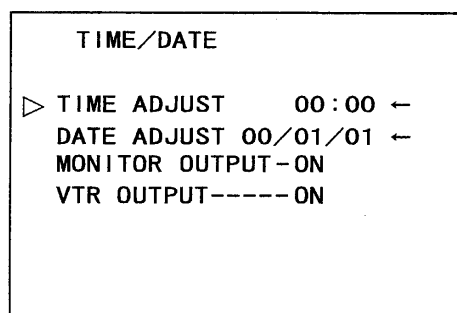 TIME/DATE
▷ TIME ADJUST 00:00 ←
DATE ADJUST 00/01/01 ←
MONITOR OUTPUT-ON
VTR OUTPUT-----ON